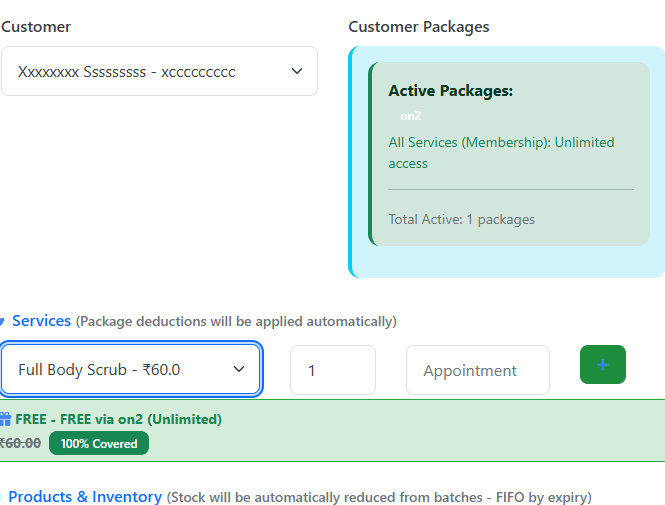 Customer
Customer Packages
Xxxxxxxx Sssssssss - xccccccccc
Active Packages:
on2
All Services (Membership): Unlimited
access
Total Active: 1 packages
Services (Package deductions will be applied automatically)
Full Body Scrub - ₹60.0
1
Appointment
+
FREE - FREE via on2 (Unlimited)
₹60.00 100% Covered
Products & Inventory (Stock will be automatically reduced from batches - FIFO by expiry)